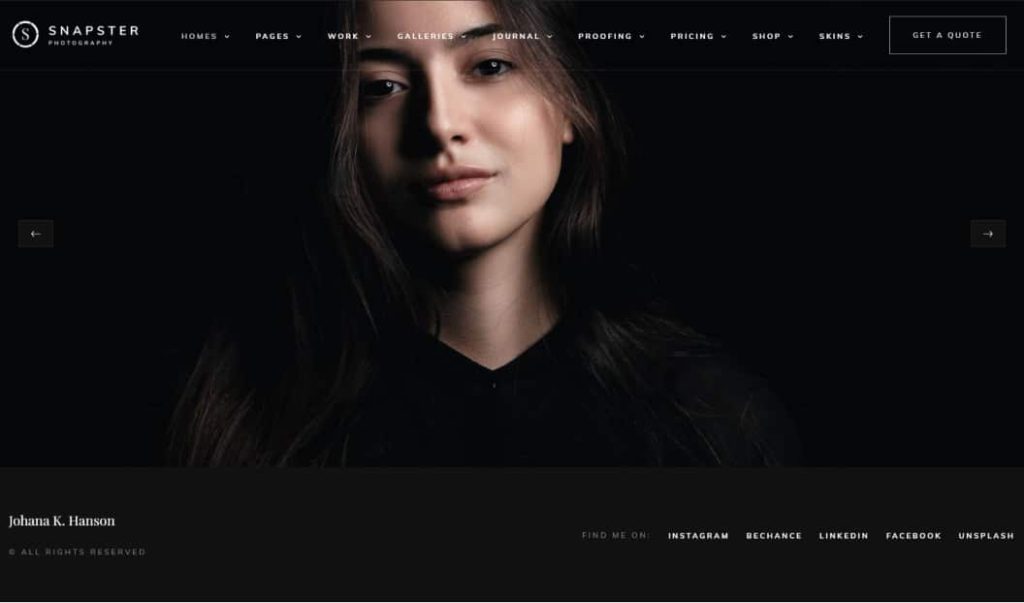 SNAPSTER
PHOTOGRAPHY
HOMES PAGES WORK GALLERIES JOURNAL PROOFING PRICING SHOP SKINS GET A QUOTE
Johana K. Hanson
© ALL RIGHTS RESERVED
FIND ME ON: INSTAGRAM BECHANCE LINKEDIN FACEBOOK UNSPLASH